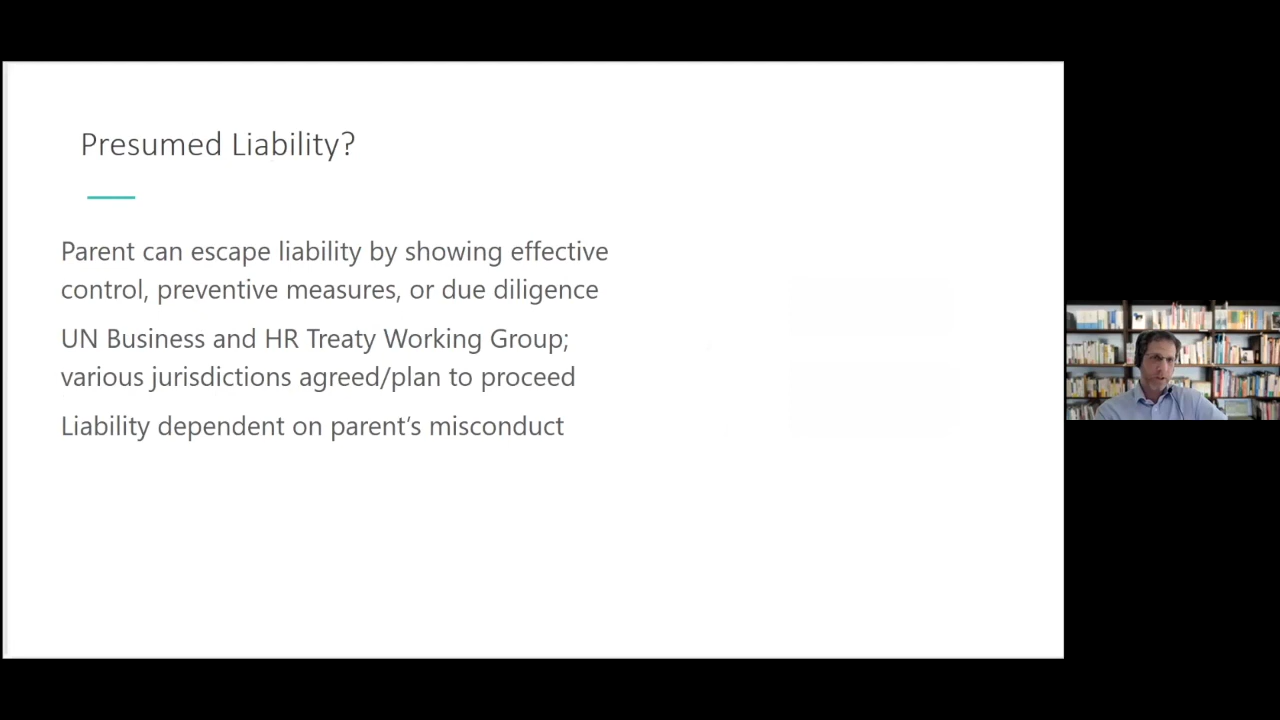 Presumed Liability?
Parent can escape liability by showing effective
control, preventive measures, or due diligence
UN Business and HR Treaty Working Group;
various jurisdictions agreed/plan to proceed
Liability dependent on parent's misconduct